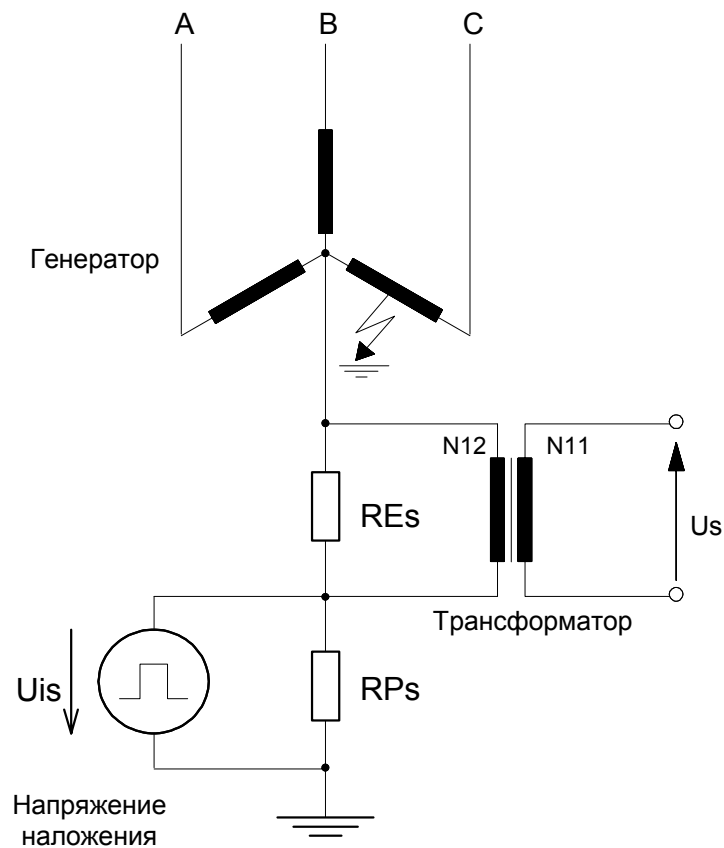 A
B
C
Генератор
N12
N11
REs
Us
Трансформатор
Uis
RPs
Напряжение
наложения